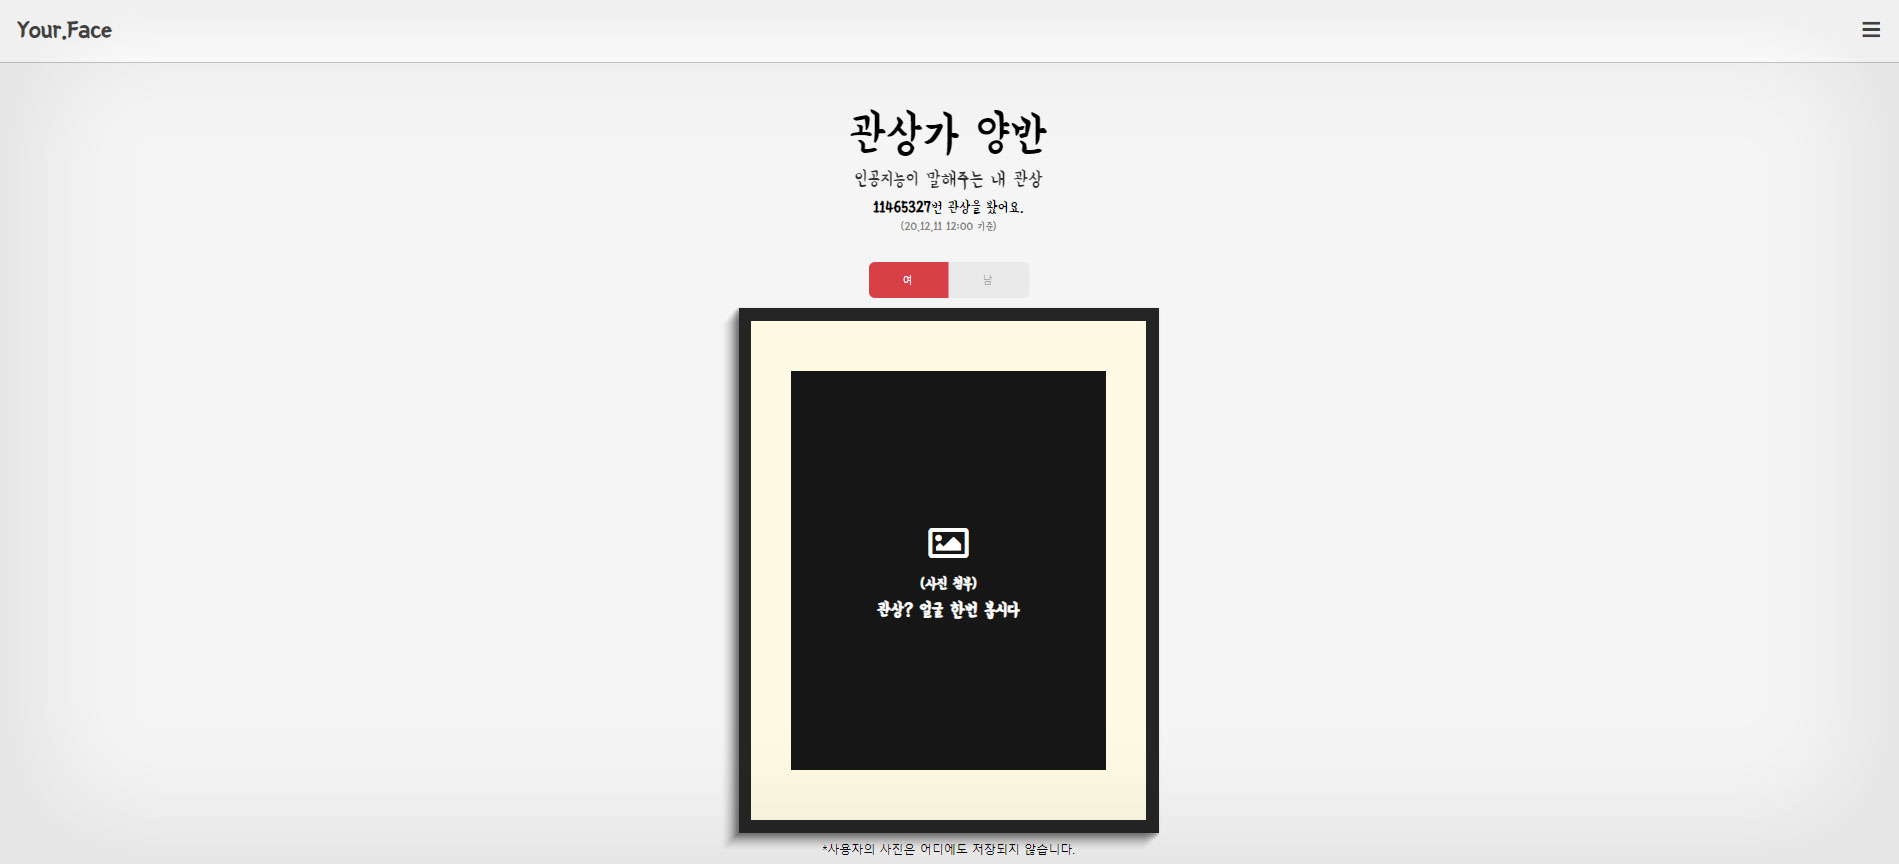 Your.Face
관상가 양반
인공지능이 말해주는 내 관상
11465327번 관상을 봤어요.
(20.12.11 12:00 기준)
여 남
(사진 첨부)
관상? 얼굴 한번 봅시다
*사용자의 사진은 어디에도 저장되지 않습니다.